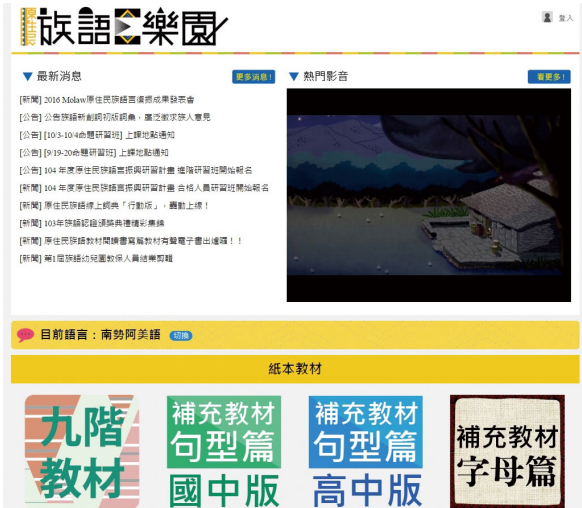 原住民
族語E樂園
登入
▼ 最新消息
更多消息!
[新聞] 2016 Molaw原住民族語言復振成果發表會
[公告] 公告族語新創詞初版詞彙，廣泛徵求族人意見
[公告] [10/3-10/4命題研習班] 上課地點通知
[公告] [9/19-20命題研習班] 上課地點通知
[公告] 104 年度原住民族語言振興研習計畫 進階研習班開始報名
[新聞] 104 年度原住民族語言振興研習計畫 合格人員研習班開始報名
[新聞] 原住民族語線上詞典「行動版」，轟動上線！
[新聞] 103年族語認證頒獎典禮精彩集錦
[新聞] 原住民族語教材閱讀書寫篇教材有聲電子書出爐囉！！
[新聞] 第1屆族語幼兒園教保人員結業剪輯
▼ 熱門影音
看更多!
目前語言：南勢阿美語 切換
紙本教材
九階
教材
補充教材
句型篇
國中版
補充教材
句型篇
高中版
補充教材
字母篇